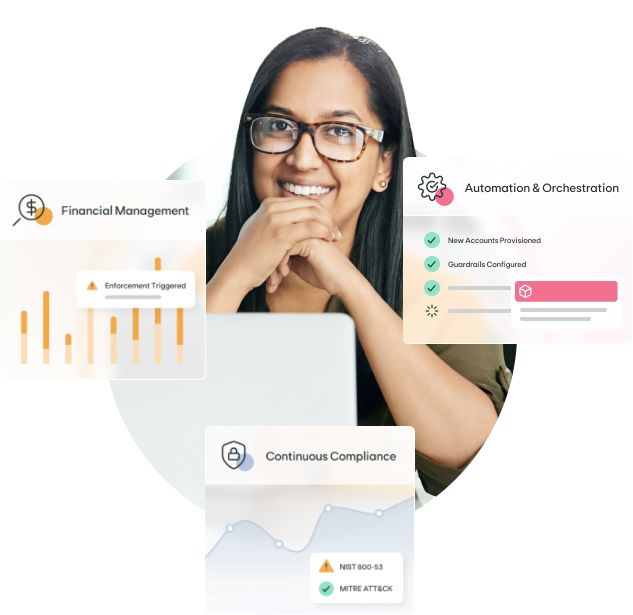 Automation & Orchestration
New Accounts Provisioned
Guardrails Configured
Financial Management
Enforcement Triggered
Continuous Compliance
NIST 800-53
MITRE ATT&CK